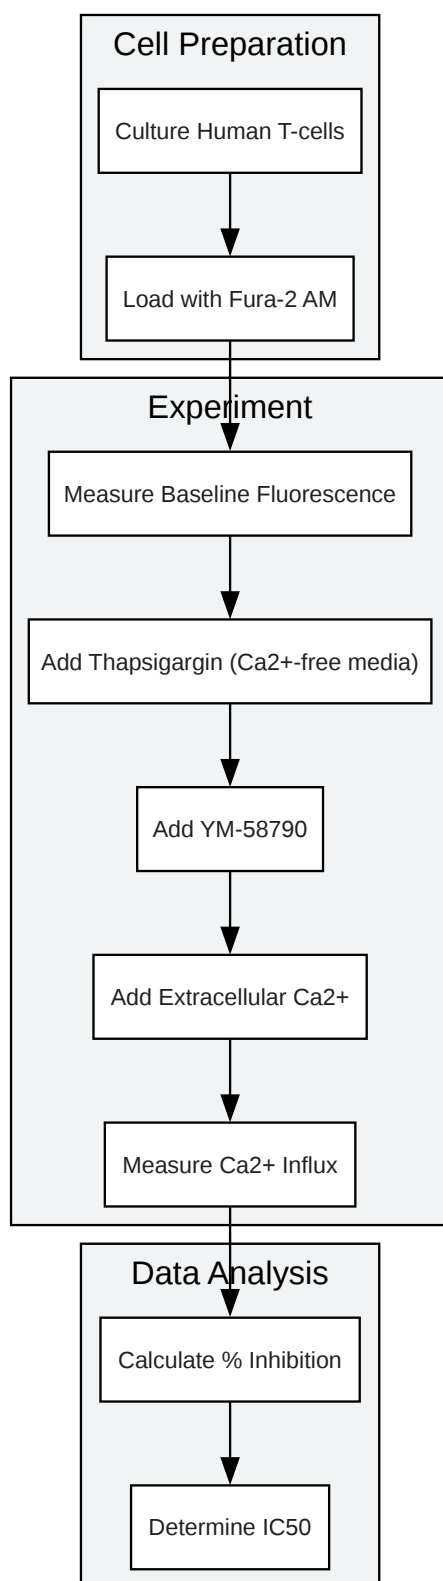 Cell Preparation
Culture Human T-cells
Load with Fura-2 AM
Experiment
Measure Baseline Fluorescence
Add Thapsigargin (Ca2+-free media)
Add YM-58790
Add Extracellular Ca2+
Measure Ca2+ Influx
Data Analysis
Calculate % Inhibition
Determine IC50